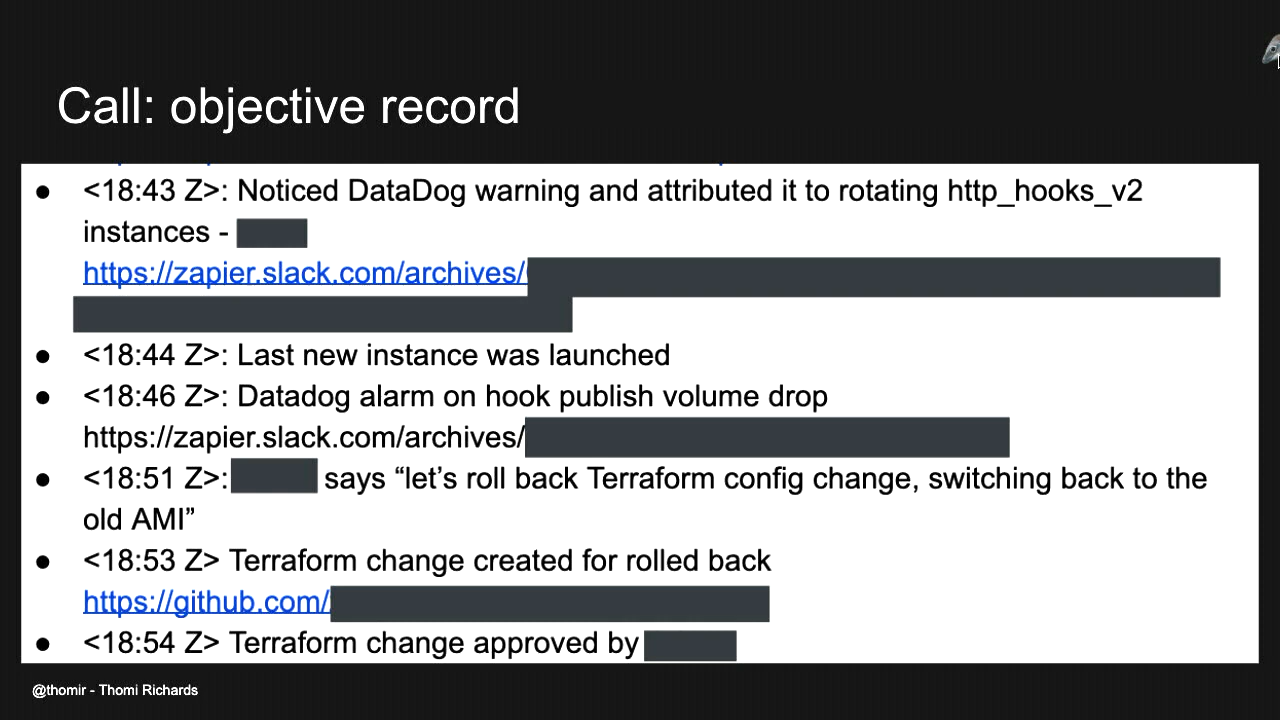 Call: objective record
● <18:43 Z>: Noticed DataDog warning and attributed it to rotating http_hooks_v2
instances -
https://zapier.slack.com/archives/
● <18:44 Z>: Last new instance was launched
● <18:46 Z>: Datadog alarm on hook publish volume drop
https://zapier.slack.com/archives/
● <18:51 Z>: says “let’s roll back Terraform config change, switching back to the
old AMI”
● <18:53 Z> Terraform change created for rolled back
https://github.com/
● <18:54 Z> Terraform change approved by
@thomir - Thomi Richards